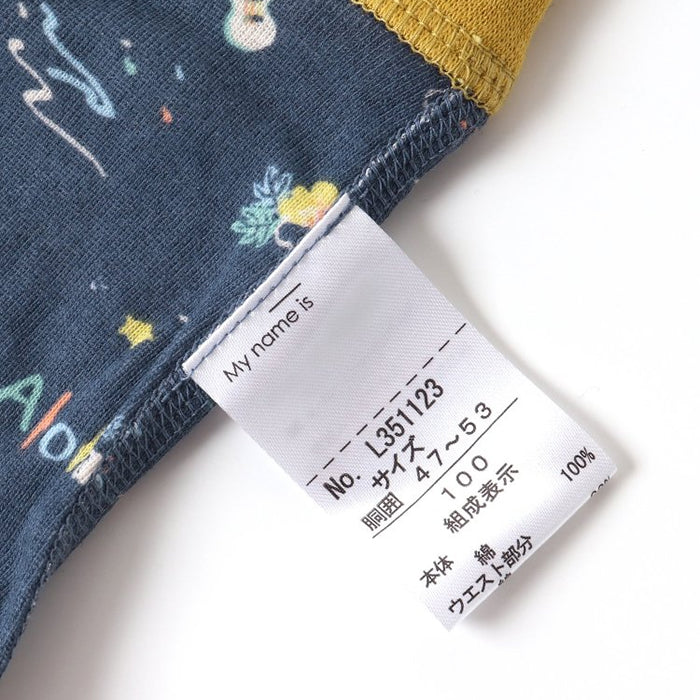 Alo
My name is
No. L351123
サイズ
胴囲 47～53
100
組成表示
本体 綿 100%
ウエスト部分